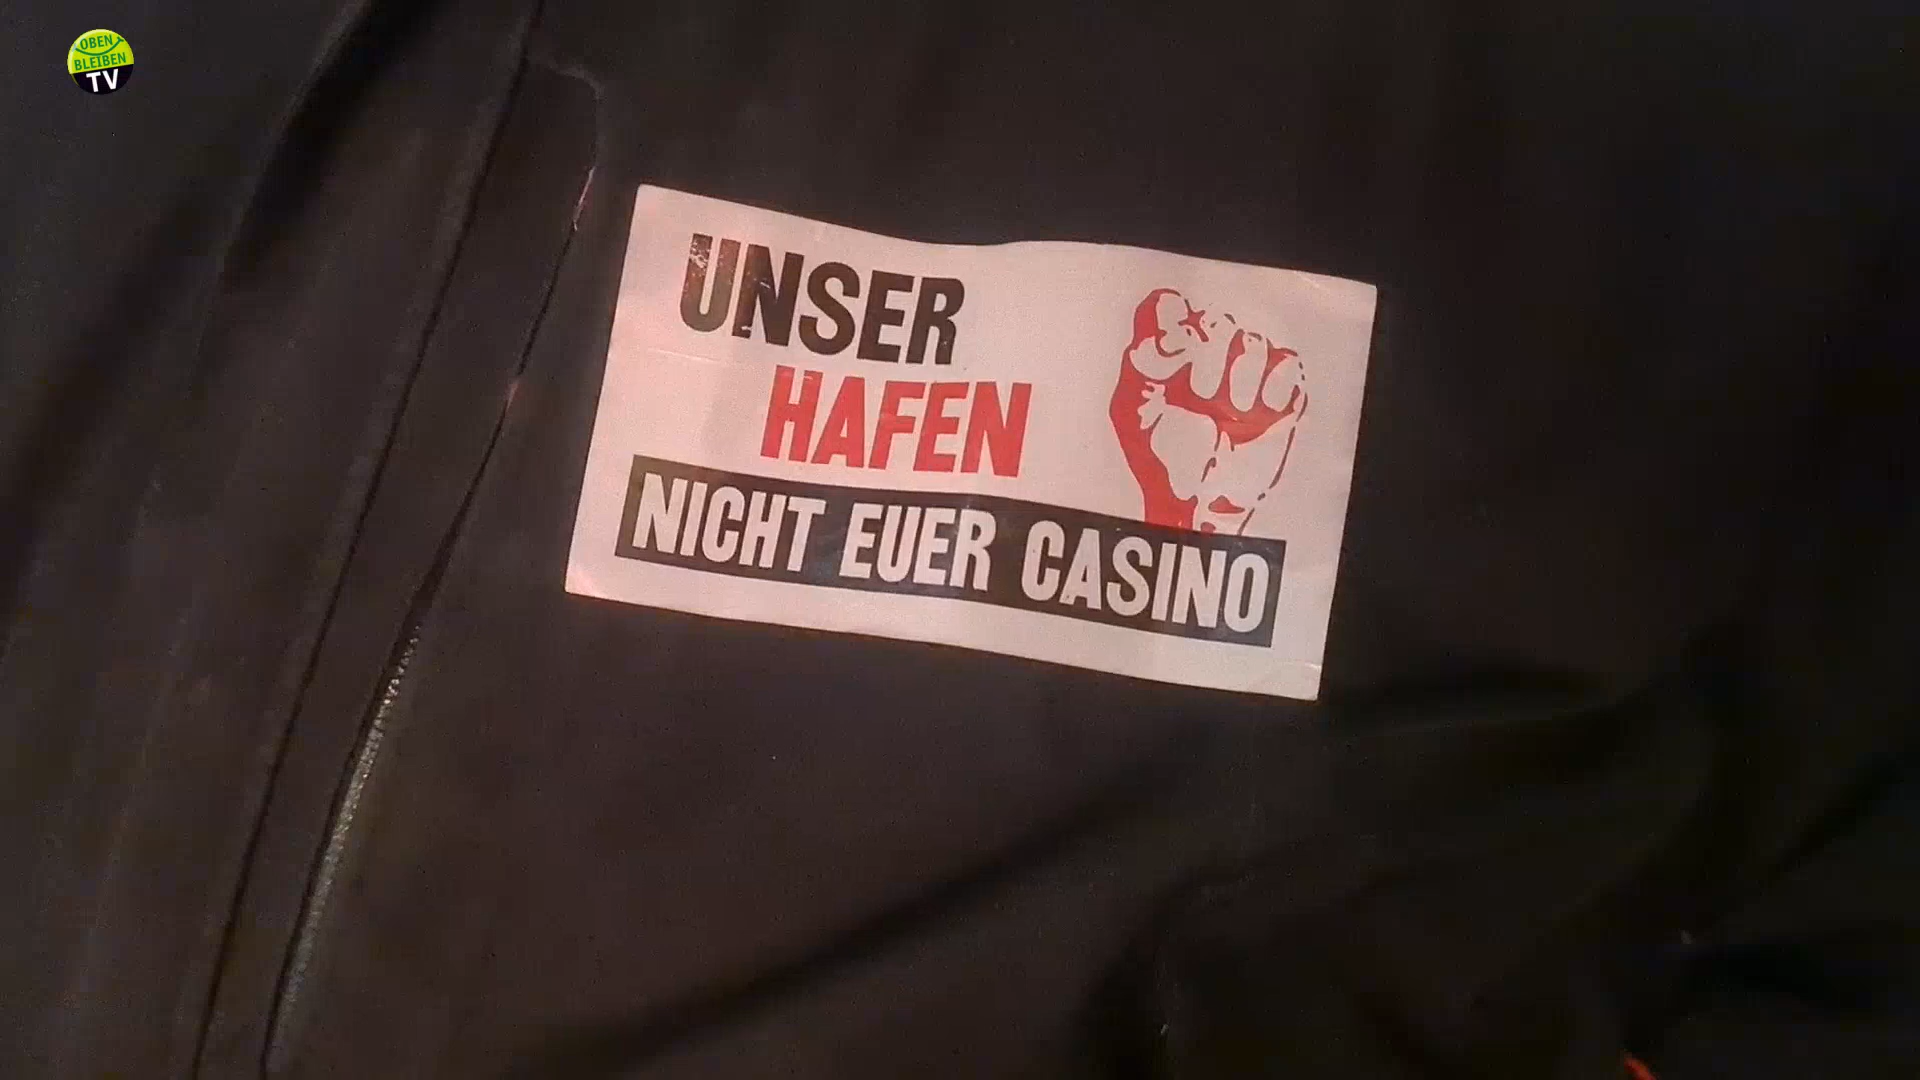 OBEN
BLEIBEN
TV
UNSER
HAFEN
NICHT EUER CASINO